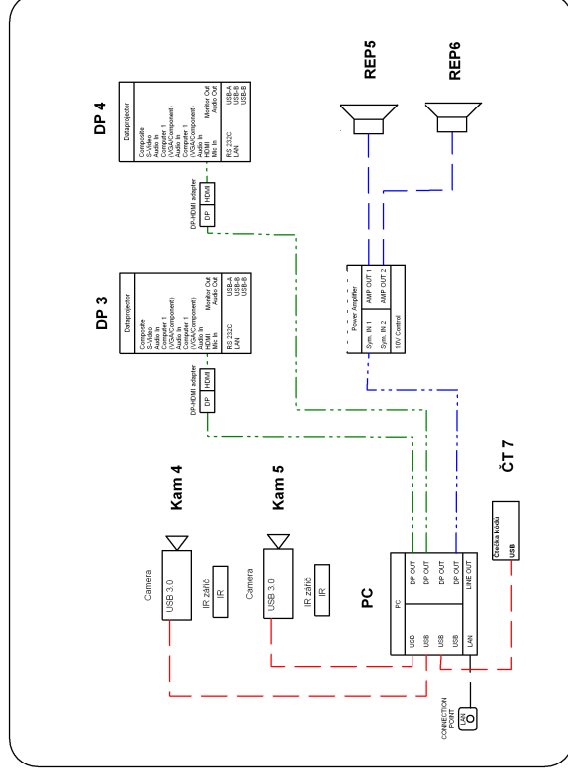 DP 3
Dataprojector
Composite
S-Video
Audio In
Computer 1
(VGA/Component)
Audio In
Computer 1
(VGA/Component)
Audio In
HDMI Monitor Out
Mic In Audio Out
RS 232C USB-A
LAN USB-B
USB-B
DP 4
Dataprojector
Composite
S-Video
Audio In
Computer 1
(VGA/Component
Audio In
Computer 1
(VGA/Component
Audio In
HDMI Monitor Out
Mic In Audio Out
RS 232C USB-A
LAN USB-B
USB-B
DP-HDMI adapter
DP HDMI
DP-HDMI adapter
DP HDMI
Camera
USB 3.0
Kam 4
IR zářič
IR
Camera
USB 3.0
Kam 5
IR zářič
IR
PC
PC
USB DP OUT
USB DP OUT
USB DP OUT
USB DP OUT
LAN LINE OUT
CONNECTION
POINT
LAN
ČT 7
Čtečka kódů
USB
Power Amplifier
Sym. IN 1 AMP OUT 1
Sym. IN 2 AMP OUT 2
10V Control
REP5
REP6